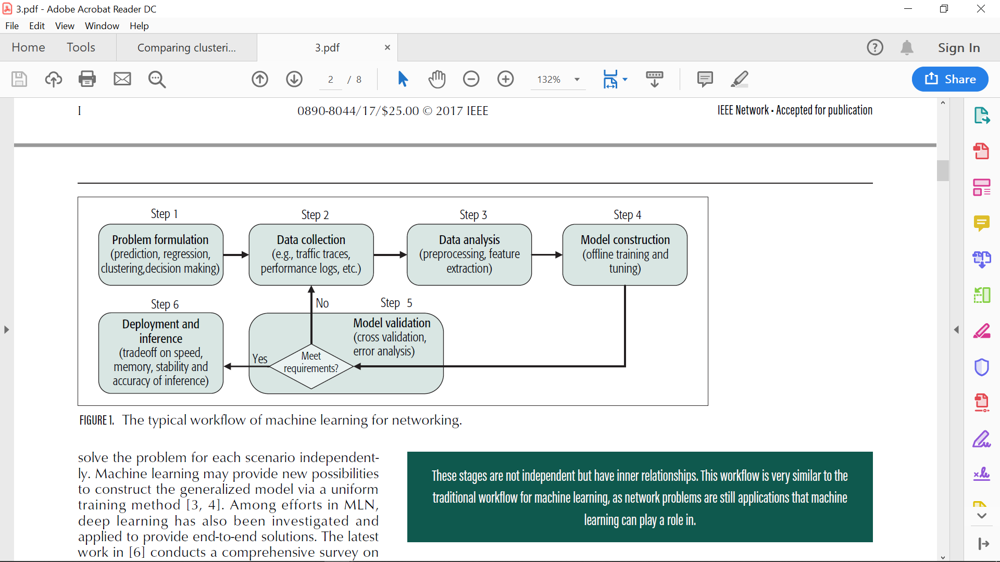 3.pdf - Adobe Acrobat Reader DC
File Edit View Window Help
Home Tools Comparing clusteri... 3.pdf × ? Sign In
2 / 8 132% Share
I 0890-8044/17/$25.00 © 2017 IEEE IEEE Network • Accepted for publication
Step 1
Problem formulation
(prediction, regression,
clustering,decision making)
Step 2
Data collection
(e.g., traffic traces,
performance logs, etc.)
Step 3
Data analysis
(preprocessing, feature
extraction)
Step 4
Model construction
(offline training and
tuning)
No
Step 5
Model validation
(cross validation,
error analysis)
Meet
requirements?
Yes
Step 6
Deployment and
inference
(tradeoff on speed,
memory, stability and
accuracy of inference)
FIGURE 1. The typical workflow of machine learning for networking.
solve the problem for each scenario independent-
ly. Machine learning may provide new possibilities
to construct the generalized model via a uniform
training method [3, 4]. Among efforts in MLN,
deep learning has also been investigated and
applied to provide end-to-end solutions. The latest
work in [6] conducts a comprehensive survey on
These stages are not independent but have inner relationships. This workflow is very similar to the
traditional workflow for machine learning, as network problems are still applications that machine
learning can play a role in.